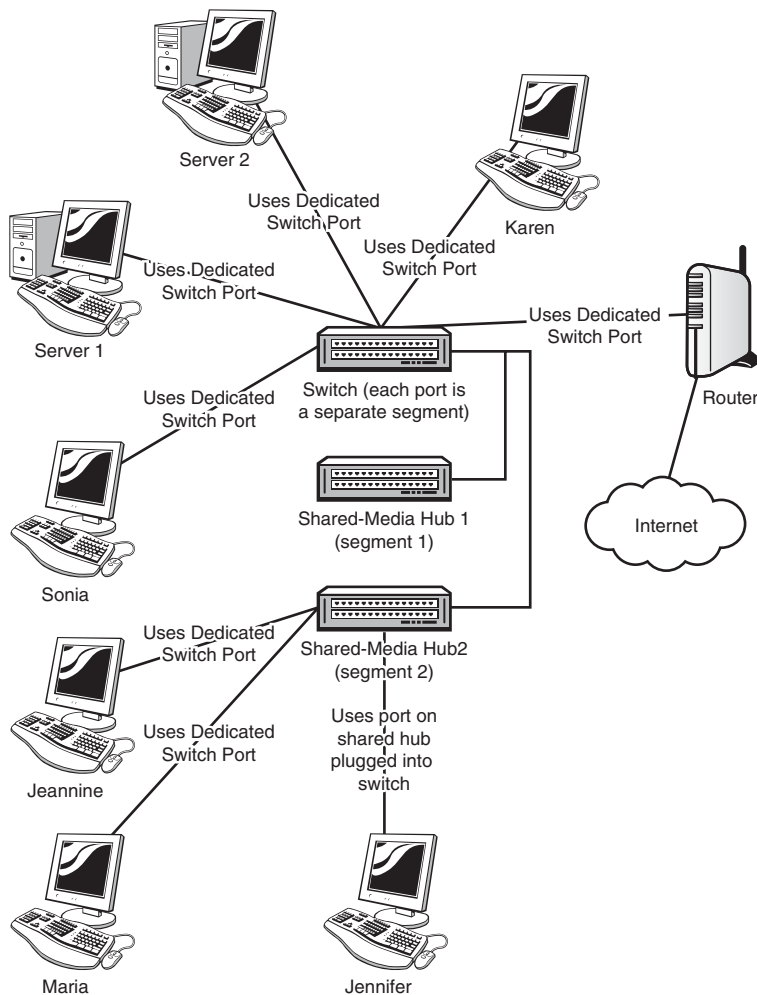 Server 2
Karen
Uses Dedicated
Switch Port
Uses Dedicated
Switch Port
Uses Dedicated
Switch Port
Server 1
Uses Dedicated
Switch Port
Router
Switch (each port is
a separate segment)
Uses Dedicated
Switch Port
Sonia
Shared-Media Hub 1
(segment 1)
Internet
Shared-Media Hub2
(segment 2)
Uses Dedicated
Switch Port
Jeannine
Uses Dedicated
Switch Port
Uses port on
shared hub
plugged into
switch
Maria
Jennifer